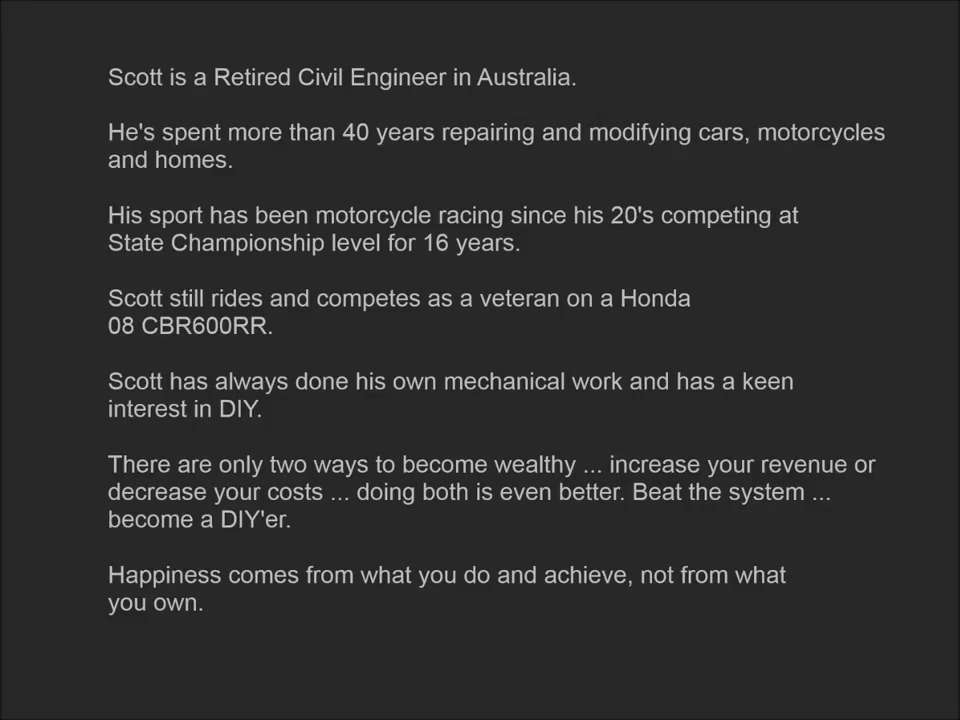 Scott is a Retired Civil Engineer in Australia.
He's spent more than 40 years repairing and modifying cars, motorcycles
and homes.
His sport has been motorcycle racing since his 20's competing at
State Championship level for 16 years.
Scott still rides and competes as a veteran on a Honda
08 CBR600RR.
Scott has always done his own mechanical work and has a keen
interest in DIY.
There are only two ways to become wealthy ... increase your revenue or
decrease your costs ... doing both is even better. Beat the system ...
become a DIY'er.
Happiness comes from what you do and achieve, not from what
you own.